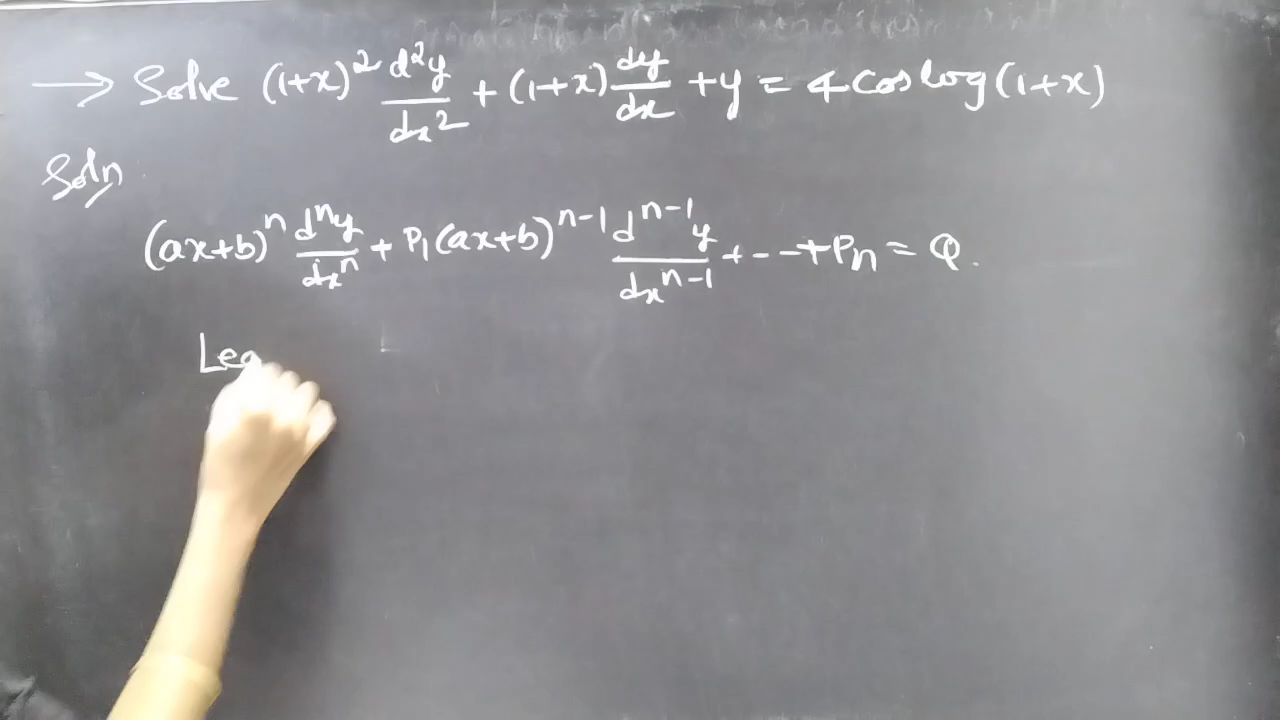 → Solve (1+x)² d²y/dx² + (1+x) dy/dx + y = 4 cos log(1+x)
Soln
(ax+b)ⁿ dⁿy/dxⁿ + P₁(ax+b)ⁿ⁻¹ dⁿ⁻¹y/dxⁿ⁻¹ + - - + Pn = Q.
Leg